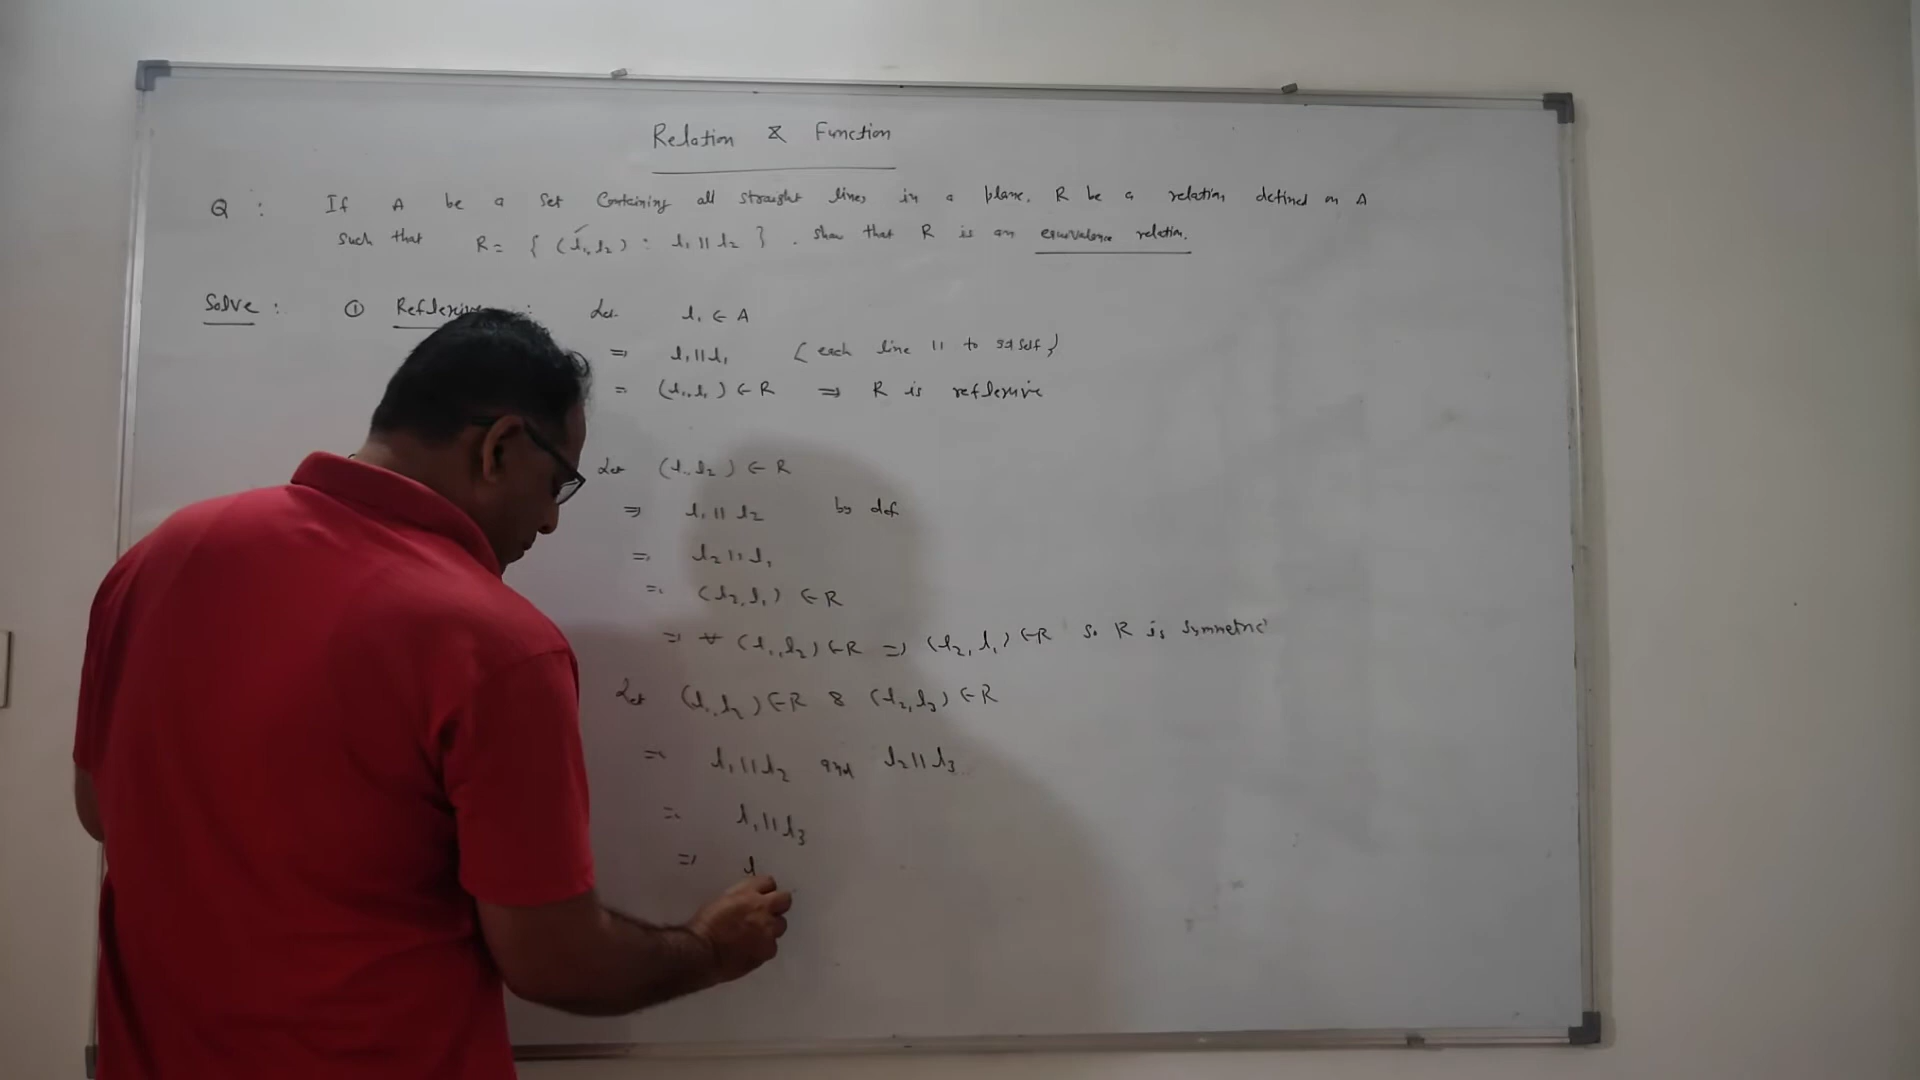 Relation & Function
Q : If A be a set Containing all straight lines in a plane. R be a relation defined on A
such that R = { (l₁, l₂) : l₁ || l₂ } . show that R is an equivalence relation.
Solve : ① Reflexive : Let l₁ ∈ A
⇒ l₁ || l₁ { each line || to itself }
= (l₁, l₁) ∈ R ⇒ R is reflexive
Let (l₁, l₂) ∈ R
⇒ l₁ || l₂ by def
⇒ l₂ || l₁
⇒ (l₂, l₁) ∈ R
⇒ ∀ (l₁, l₂) ∈ R ⇒ (l₂, l₁) ∈ R So R is Symmetric
Let (l₁, l₂) ∈ R & (l₂, l₃) ∈ R
⇒ l₁ || l₂ and l₂ || l₃
⇒ l₁ || l₃
⇒ l